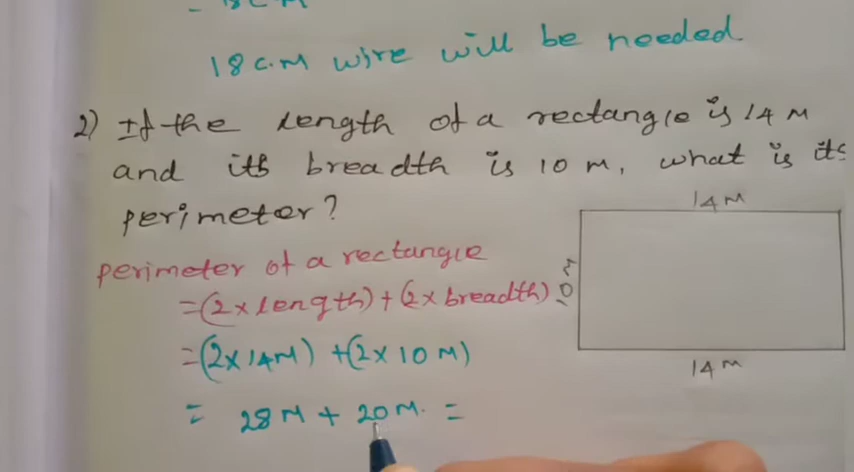 = 18 C.M
18 C.M wire will be needed.
2) If the length of a rectangle is 14 M
and its breadth is 10 M, what is its
perimeter?
14 M
perimeter of a rectangle
= (2 x length) + (2 x breadth)
10 M
= (2 x 14 M) + (2 x 10 M)
14 M
= 28 M + 20 M. =